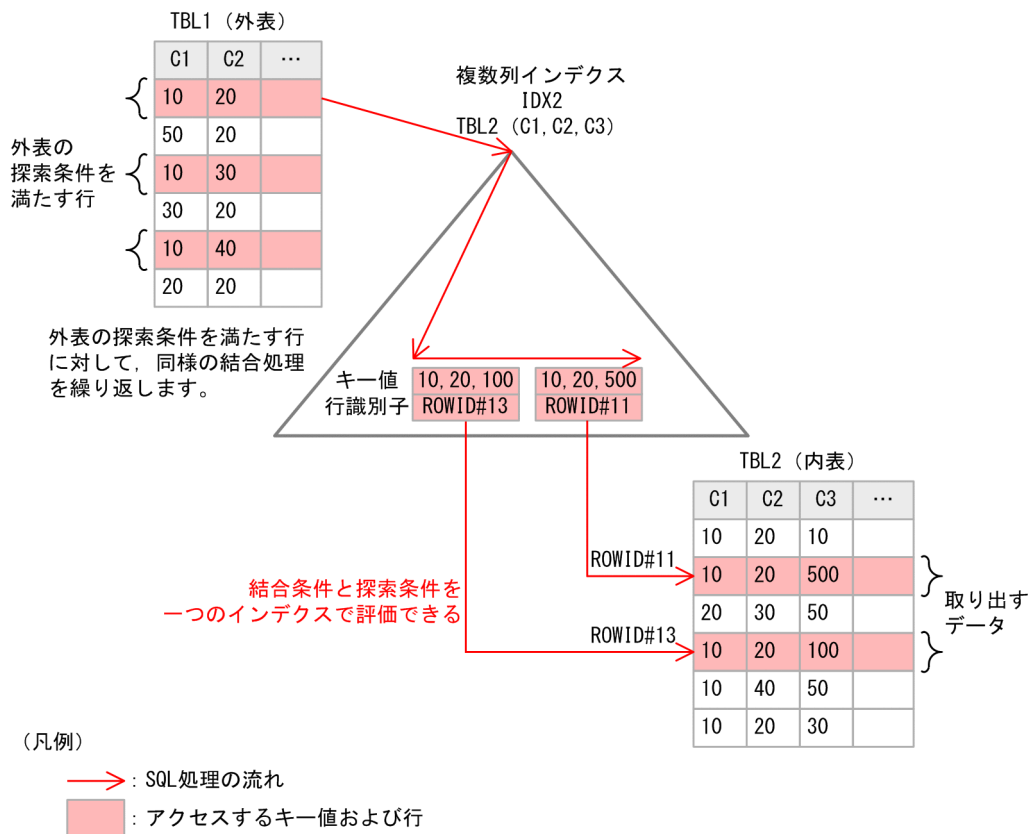 TBL1（外表）
C1 C2 …
10 20
50 20
10 30
30 20
10 40
20 20
外表の
探索条件を
満たす行
外表の探索条件を満たす行
に対して，同様の結合処理
を繰り返します。
複数列インデクス
IDX2
TBL2（C1,C2,C3）
キー値 10,20,100 10,20,500
行識別子 ROWID#13 ROWID#11
TBL2（内表）
C1 C2 C3 …
10 20 10
10 20 500
20 30 50
10 20 100
10 40 50
10 20 30
ROWID#11
ROWID#13
結合条件と探索条件を
一つのインデクスで評価できる
取り出す
データ
（凡例）
：SQL処理の流れ
：アクセスするキー値および行